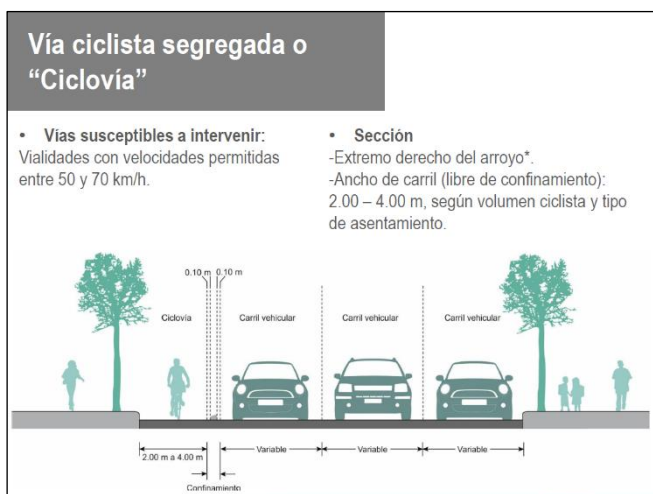 Vía ciclista segregada o
“Ciclovía”
• Vías susceptibles a intervenir:
Vialidades con velocidades permitidas
entre 50 y 70 km/h.
• Sección
-Extremo derecho del arroyo*.
-Ancho de carril (libre de confinamiento):
2.00 – 4.00 m, según volumen ciclista y tipo
de asentamiento.
0.10 m 0.10 m
Ciclovía Carril vehicular Carril vehicular Carril vehicular
2.00 m a 4.00 m Variable Variable Variable
Confinamiento